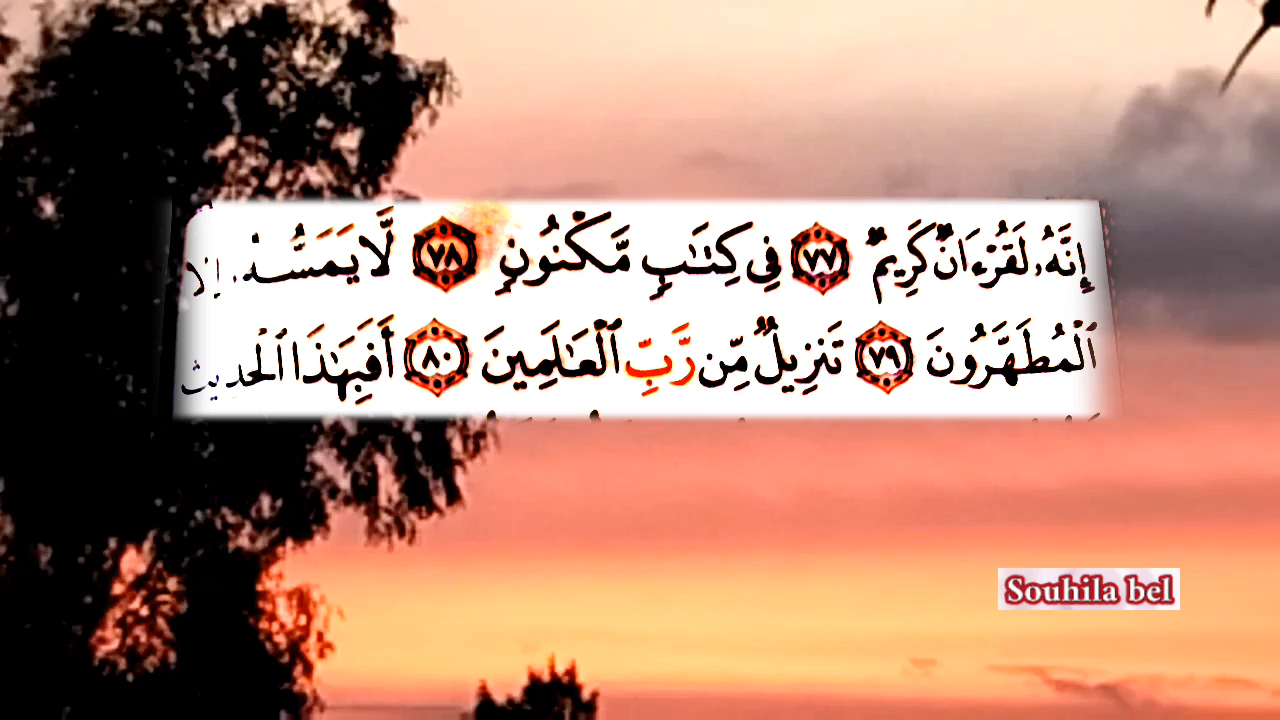 إِنَّهُۥ لَقُرْءَانٌ كَرِيمٌ ٧٧ فِى كِتَٰبٍ مَّكْنُونٍ ٧٨ لَّا يَمَسُّهُۥٓ إِلَّا
ٱلْمُطَهَّرُونَ ٧٩ تَنزِيلٌ مِّن رَّبِّ ٱلْعَٰلَمِينَ ٨٠ أَفَبِهَٰذَا ٱلْحَدِيثِ
Souhila bel